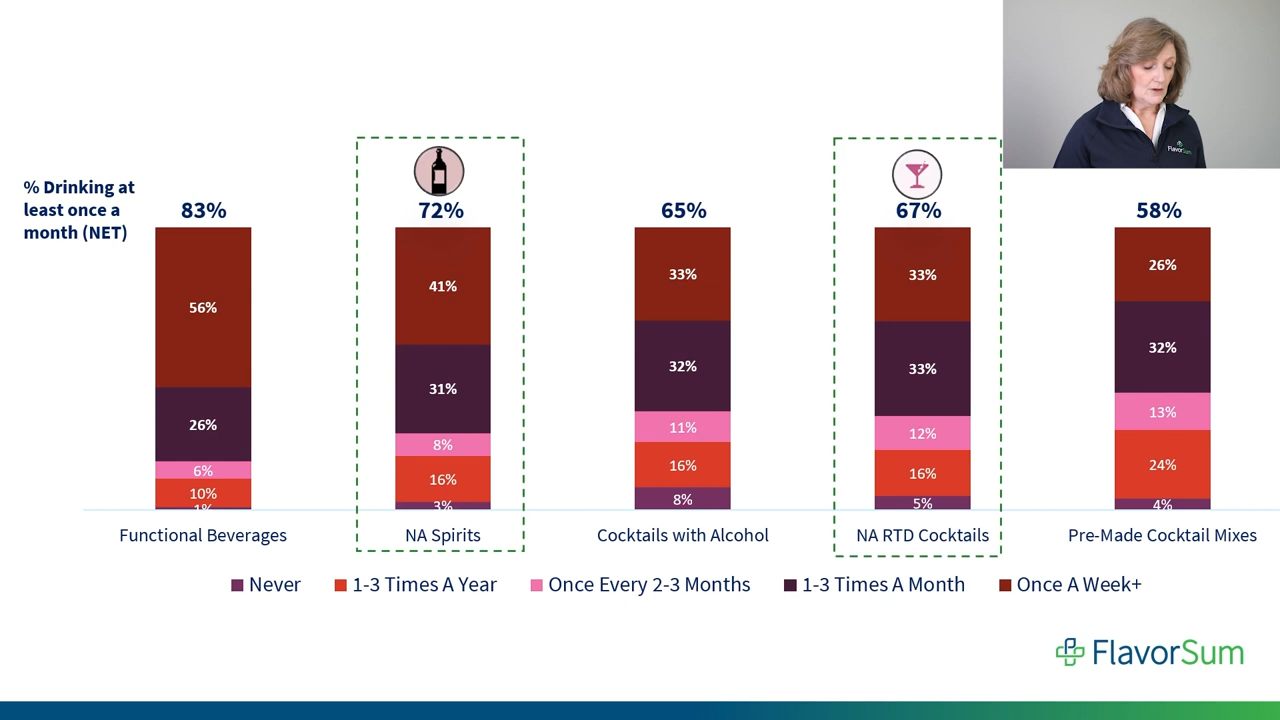 % Drinking at
least once a
month (NET)
83%
72%
65%
67%
58%
56%
26%
6%
10%
1%
41%
31%
8%
16%
3%
33%
32%
11%
16%
8%
33%
33%
12%
16%
5%
26%
32%
13%
24%
4%
Functional Beverages
NA Spirits
Cocktails with Alcohol
NA RTD Cocktails
Pre-Made Cocktail Mixes
Never
1-3 Times A Year
Once Every 2-3 Months
1-3 Times A Month
Once A Week+
FlavorSum
FlavorSum